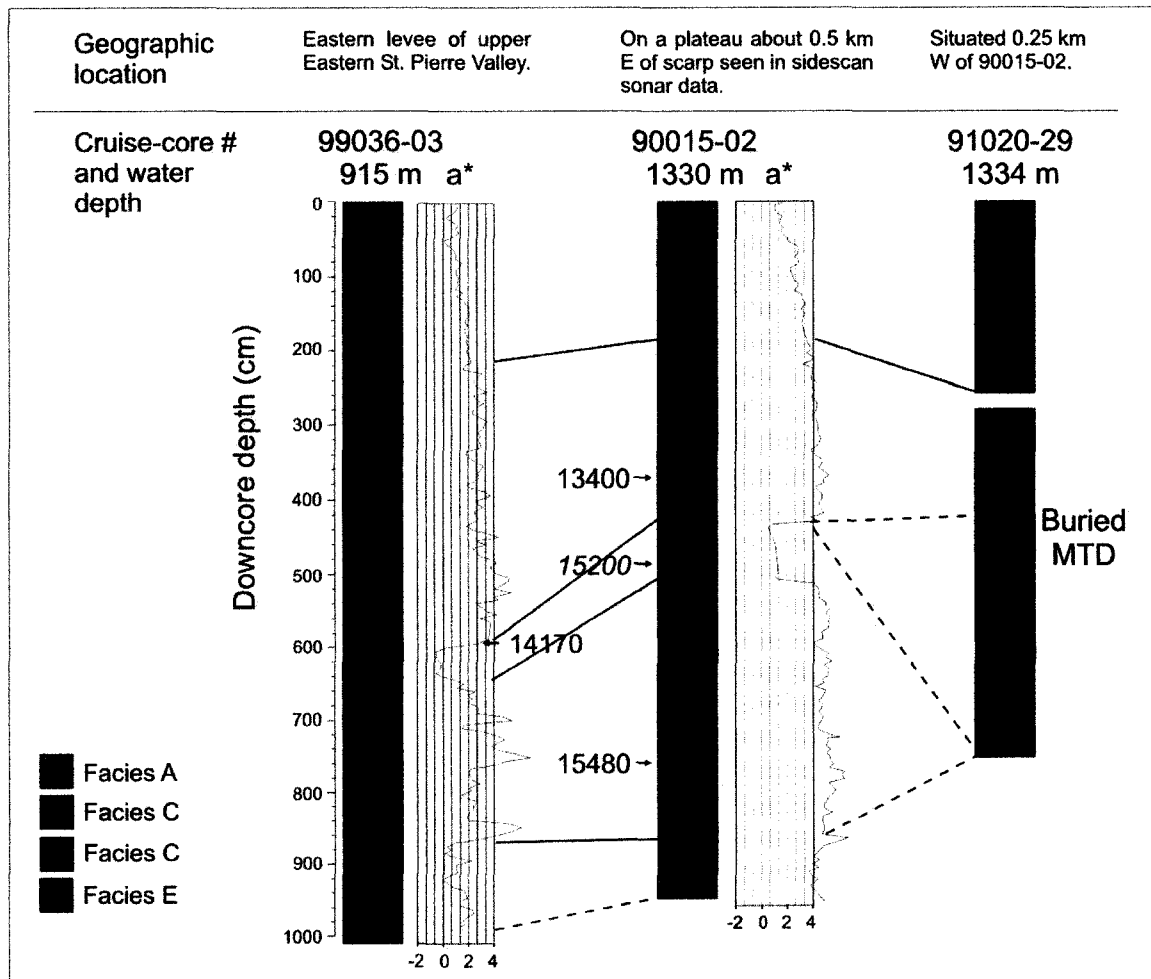 Geographic
location
Eastern levee of upper
Eastern St. Pierre Valley.
On a plateau about 0.5 km
E of scarp seen in sidescan
sonar data.
Situated 0.25 km
W of 90015-02.
Cruise-core #
and water
depth
99036-03
915 m a*
90015-02
1330 m a*
91020-29
1334 m
Downcore depth (cm)
0
100
200
300
400
500
600
700
800
900
1000
13400
15200
14170
15480
Buried
MTD
Facies A
Facies C
Facies C
Facies E
-2 0 2 4
-2 0 2 4